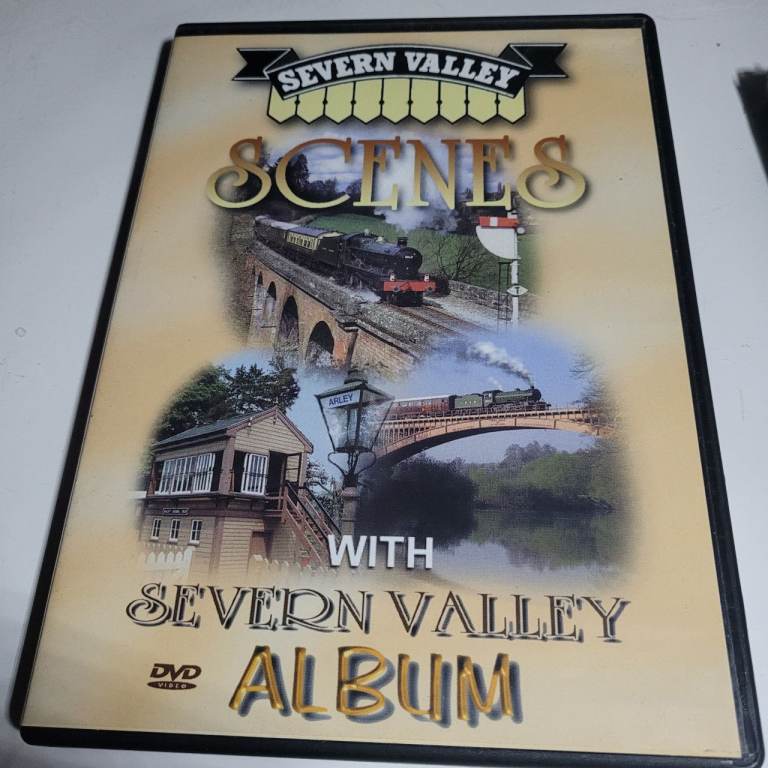 SEVERN VALLEY
SCENES
T
ARLEY
WITH
SEVERN VALLEY
ALBUM
DVD
VIDEO